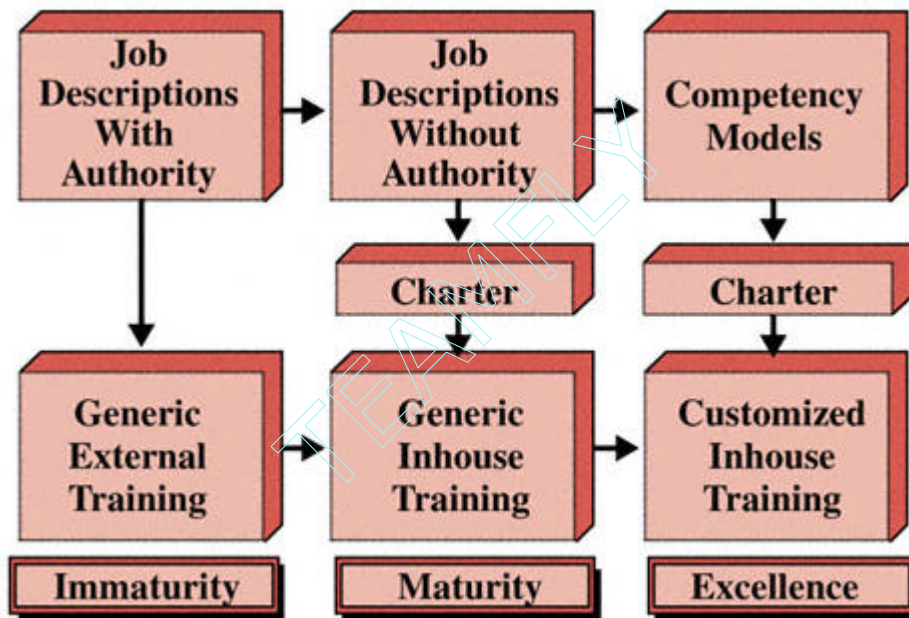 Job
Descriptions
With
Authority
Job
Descriptions
Without
Authority
Competency
Models
Charter
Charter
Generic
External
Training
Generic
Inhouse
Training
Customized
Inhouse
Training
Immaturity
Maturity
Excellence
TEAMFLY